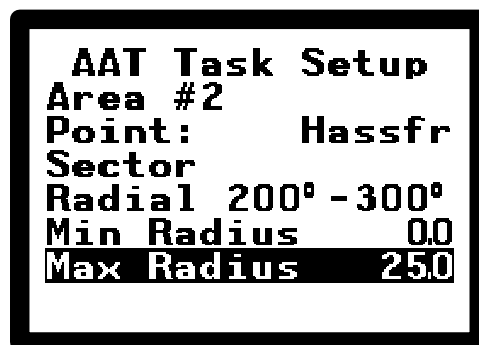 AAT Task Setup
Area #2
Point: Hassfr
Sector
Radial 200°-300°
Min Radius 0.0
Max Radius 25.0